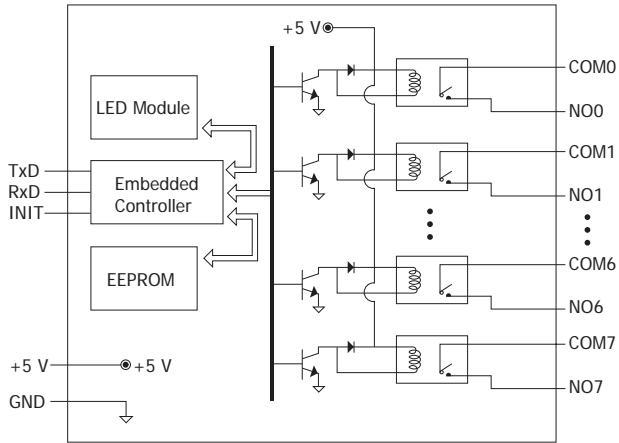 +5 V
COM0
LED Module
NO0
COM1
TxD
RxD
INIT
Embedded
Controller
NO1
COM6
EEPROM
NO6
COM7
+5 V
+5 V
NO7
GND